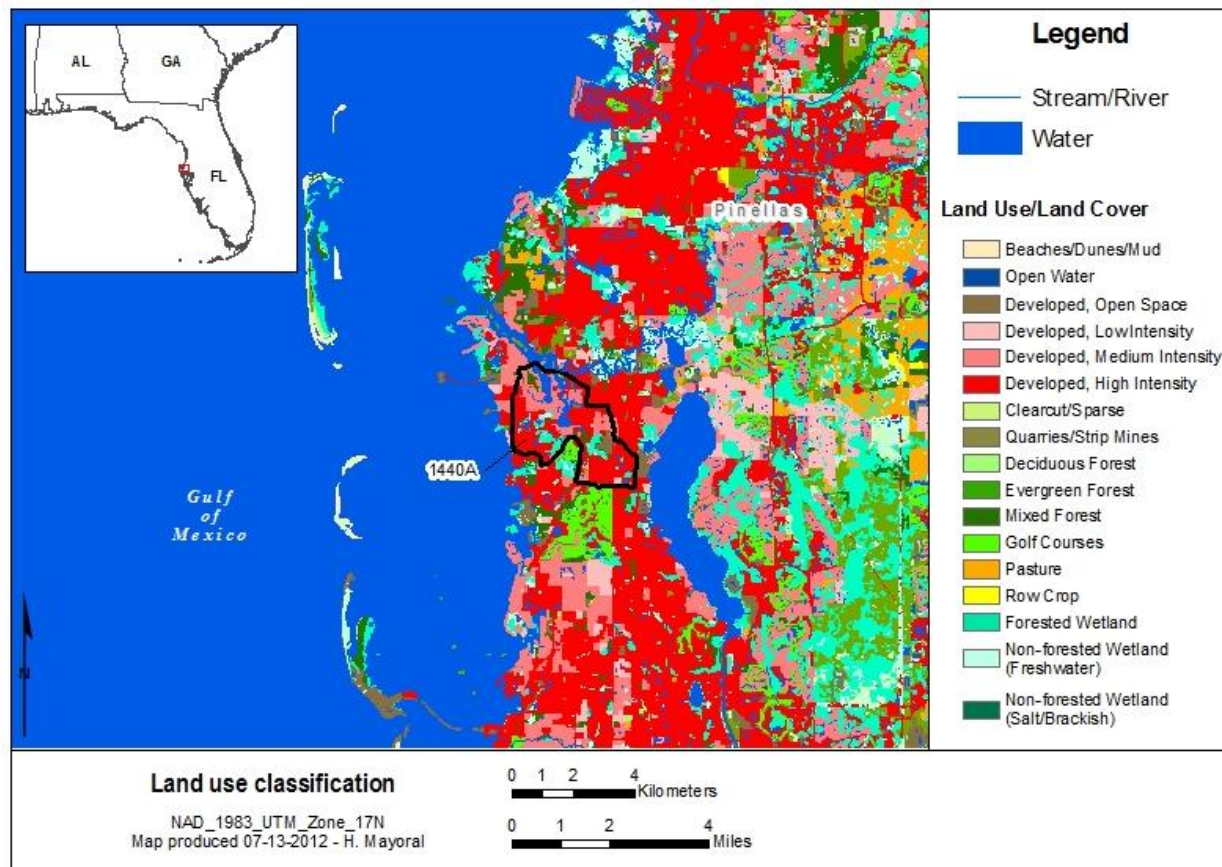 AL
GA
FL
Pinellas
1440A
Gulf
of
Mexico
N
Legend
Stream/River
Water
Land Use/Land Cover
Beaches/Dunes/Mud
Open Water
Developed, Open Space
Developed, Low Intensity
Developed, Medium Intensity
Developed, High Intensity
Clearcut/Sparse
Quarries/Strip Mines
Deciduous Forest
Evergreen Forest
Mixed Forest
Golf Courses
Pasture
Row Crop
Forested Wetland
Non-forested Wetland
(Freshwater)
Non-forested Wetland
(Salt/Brackish)
Land use classification
NAD_1983_UTM_Zone_17N
Map produced 07-13-2012 - H. Mayoral
0 1 2 4
Kilometers
0 1 2 4
Miles